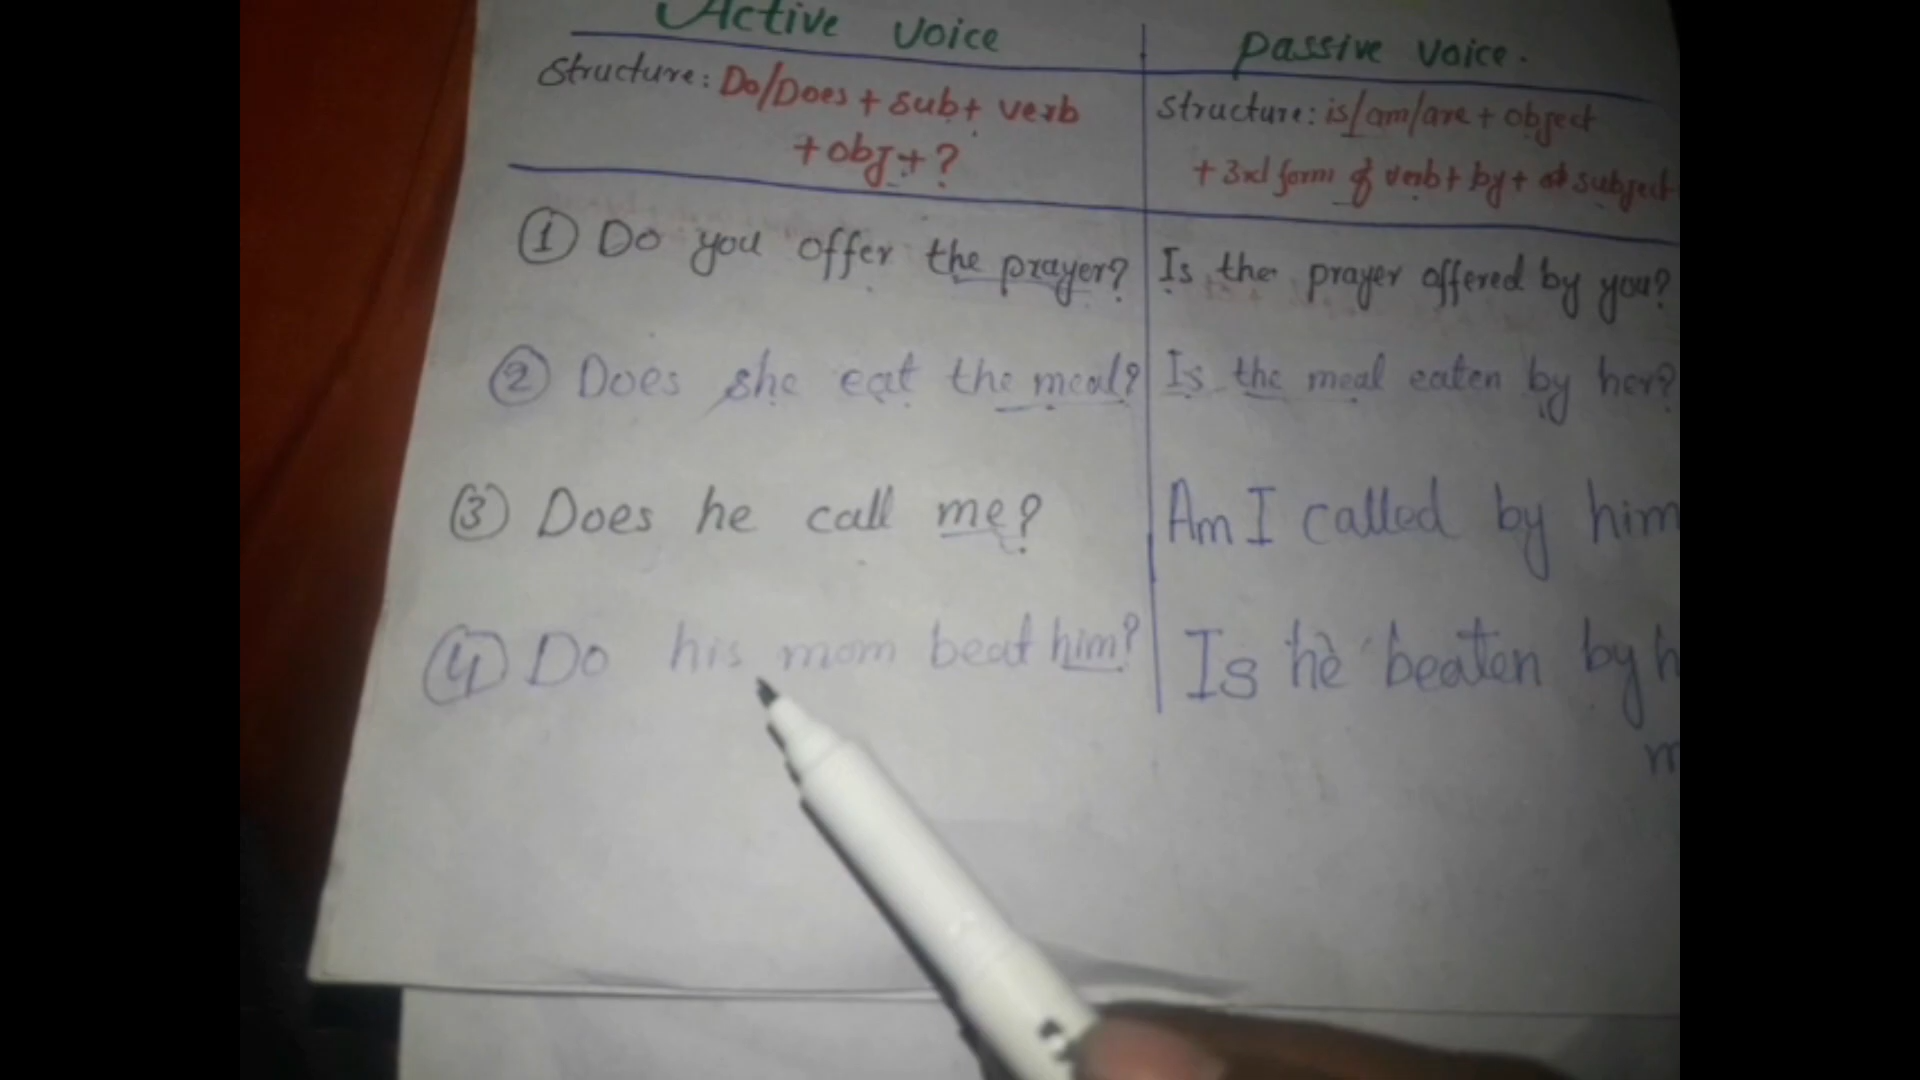 Active voice
passive voice.
Structure: Do/Does + sub + verb
+ obj + ?
structure: is/am/are + object
+ 3rd form of verb + by + subject
① Do you offer the prayer?
Is the prayer offered by you?
② Does she eat the meal?
Is the meal eaten by her?
③ Does he call me?
Am I called by him
④ Do his mom beat him?
Is he beaten by h
m